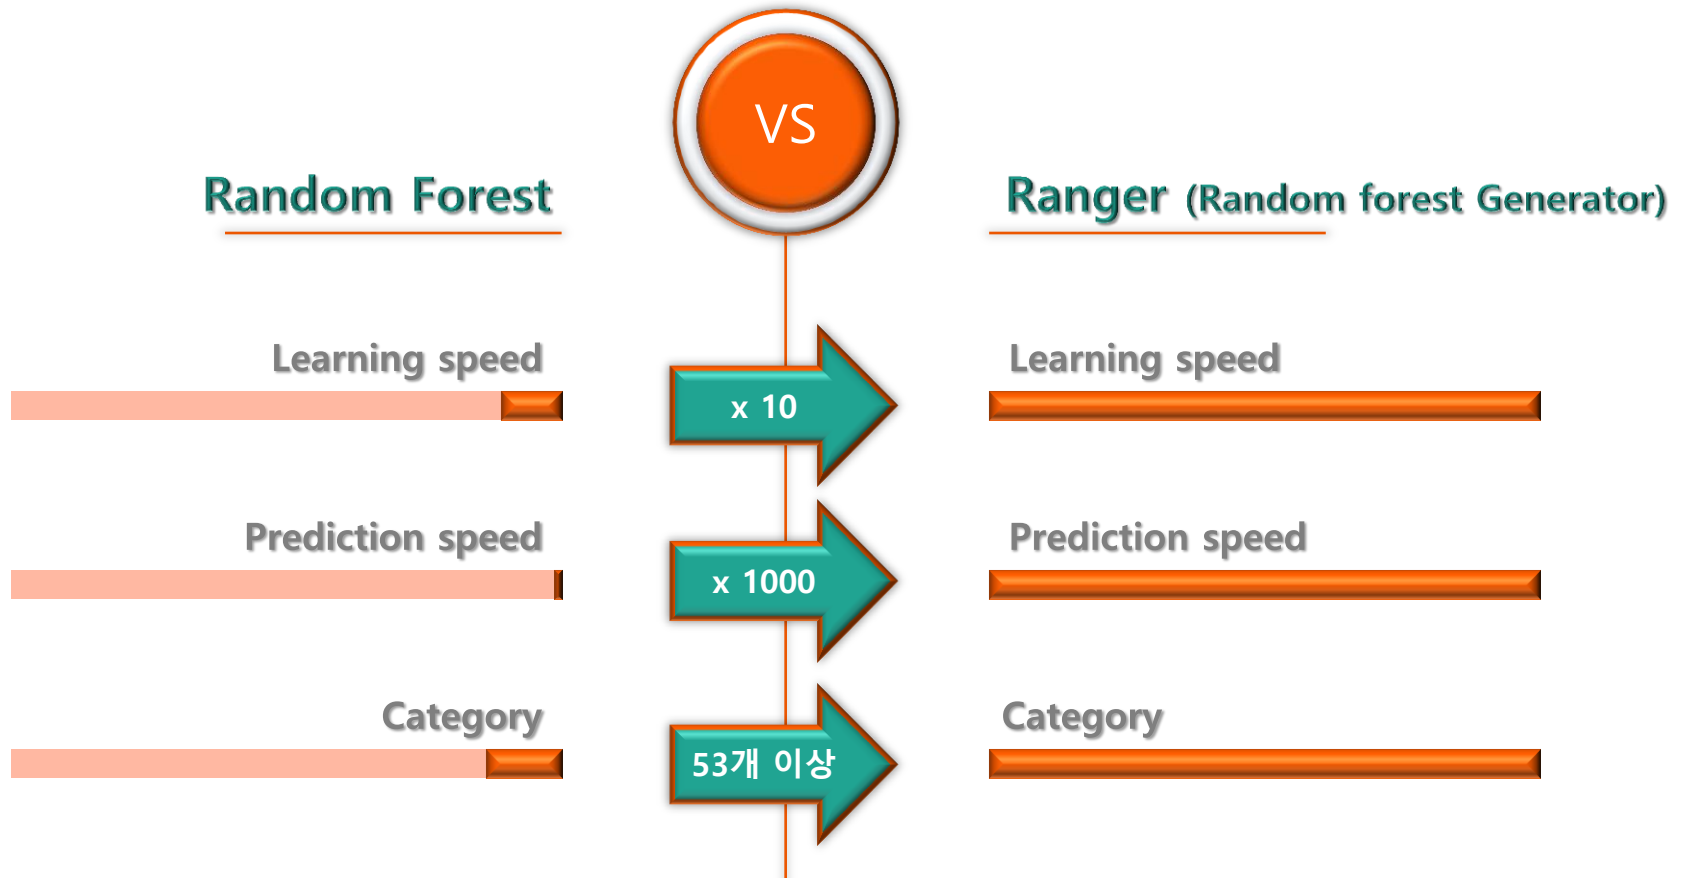 VS
Random Forest
Ranger (Random forest Generator)
Learning speed
x 10
Learning speed
Prediction speed
x 1000
Prediction speed
Category
53개 이상
Category